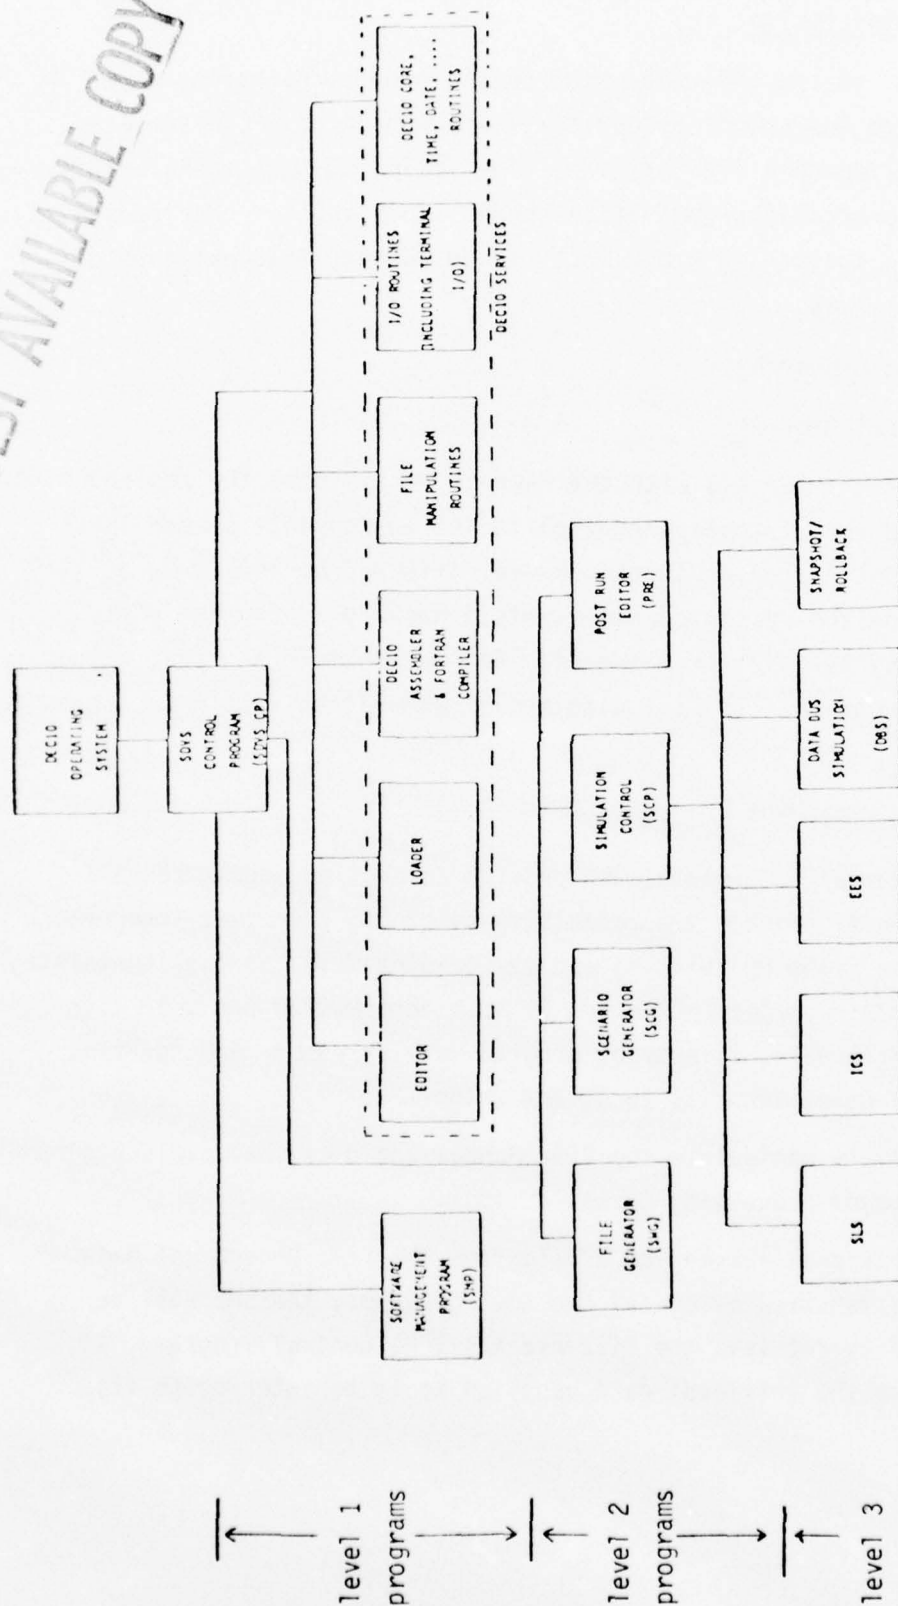 EST AVAILABLE COPY
DEC10
OPERATING
SYSTEM
SDVS
CONTROL
PROGRAM
(SDVS CP)
SOFTWARE
MANAGEMENT
PROGRAM
(SMP)
EDITOR
LOADER
DEC10
ASSEMBLER
& FORTRAN
COMPILER
FILE
MANIPULATION
ROUTINES
I/O ROUTINES
(INCLUDING TERMINAL
I/O)
DEC10 CORE,
TIME, DATE, ....
ROUTINES
DEC10 SERVICES
FILE
GENERATOR
(SWG)
SCENARIO
GENERATOR
(SCG)
SIMULATION
CONTROL
(SCP)
POST RUN
EDITOR
(PRE)
SLS
ICS
EES
DATA BUS
SIMULATION
(DBS)
SNAPSHOT/
ROLLBACK
level 1
programs
level 2
programs
level 3